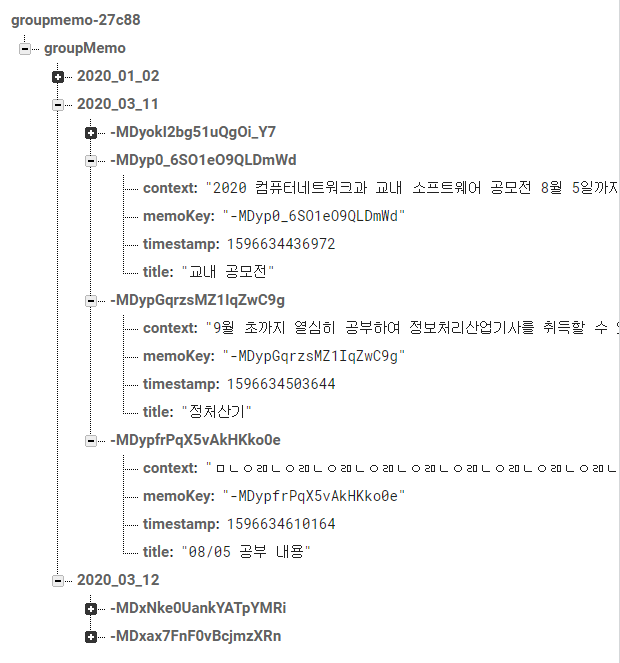 groupmemo-27c88
groupMemo
2020_01_02
2020_03_11
-MDyokI2bg51uQgOi_Y7
-MDyp0_6SO1eO9QLDmWd
context: "2020 컴퓨터네트워크과 교내 소프트웨어 공모전 8월 5일까지
memoKey: "-MDyp0_6SO1eO9QLDmWd"
timestamp: 1596634436972
title: "교내 공모전"
-MDypGqrzsMZ1IqZwC9g
context: "9월 초까지 열심히 공부하여 정보처리산업기사를 취득할 수
memoKey: "-MDypGqrzsMZ1IqZwC9g"
timestamp: 1596634503644
title: "정처산기"
-MDypfrPqX5vAkHKko0e
context: "ㅁㄴㅇㄻㄴㅇㄻㄴㅇㄻㄴㅇㄻㄴㅇㄻㄴㅇㄻㄴㅇㄻㄴㅇㄻㄴㅇㄻㄴ
memoKey: "-MDypfrPqX5vAkHKko0e"
timestamp: 1596634610164
title: "08/05 공부 내용"
2020_03_12
-MDxNke0UankYATpYMRi
-MDxax7FnF0vBcjmzXRn